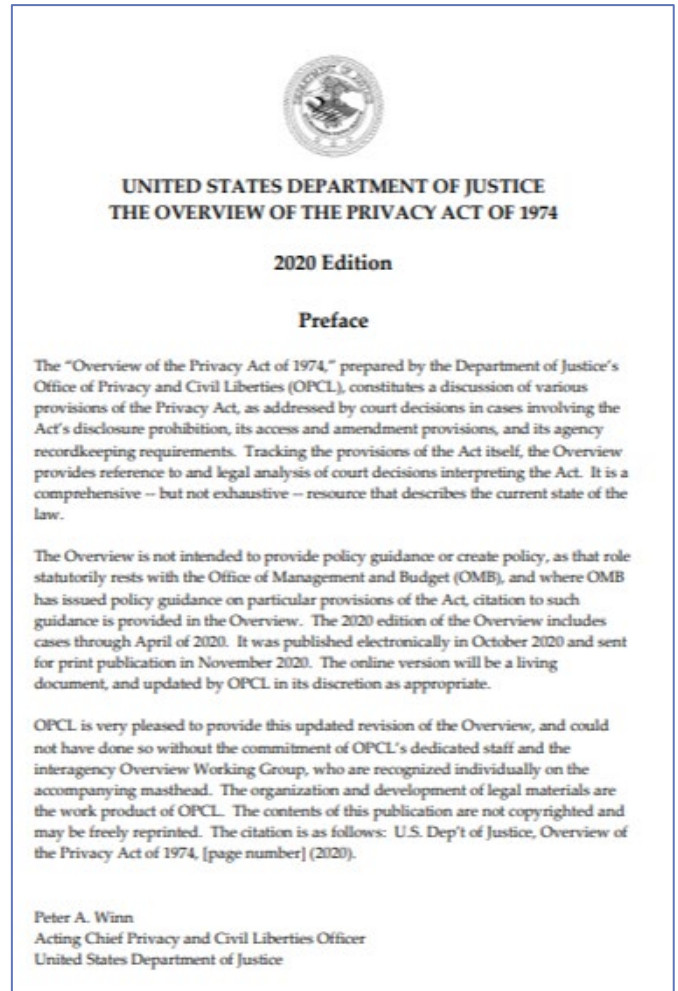 UNITED STATES DEPARTMENT OF JUSTICE
THE OVERVIEW OF THE PRIVACY ACT OF 1974
2020 Edition
Preface
The “Overview of the Privacy Act of 1974,” prepared by the Department of Justice’s
Office of Privacy and Civil Liberties (OPCL), constitutes a discussion of various
provisions of the Privacy Act, as addressed by court decisions in cases involving the
Act’s disclosure prohibition, its access and amendment provisions, and its agency
recordkeeping requirements. Tracking the provisions of the Act itself, the Overview
provides reference to and legal analysis of court decisions interpreting the Act. It is a
comprehensive -- but not exhaustive -- resource that describes the current state of the
law.
The Overview is not intended to provide policy guidance or create policy, as that role
statutorily rests with the Office of Management and Budget (OMB), and where OMB
has issued policy guidance on particular provisions of the Act, citation to such
guidance is provided in the Overview. The 2020 edition of the Overview includes
cases through April of 2020. It was published electronically in October 2020 and sent
for print publication in November 2020. The online version will be a living
document, and updated by OPCL in its discretion as appropriate.
OPCL is very pleased to provide this updated revision of the Overview, and could
not have done so without the commitment of OPCL’s dedicated staff and the
interagency Overview Working Group, who are recognized individually on the
accompanying masthead. The organization and development of legal materials are
the work product of OPCL. The contents of this publication are not copyrighted and
may be freely reprinted. The citation is as follows: U.S. Dep’t of Justice, Overview of
the Privacy Act of 1974, [page number] (2020).
Peter A. Winn
Acting Chief Privacy and Civil Liberties Officer
United States Department of Justice